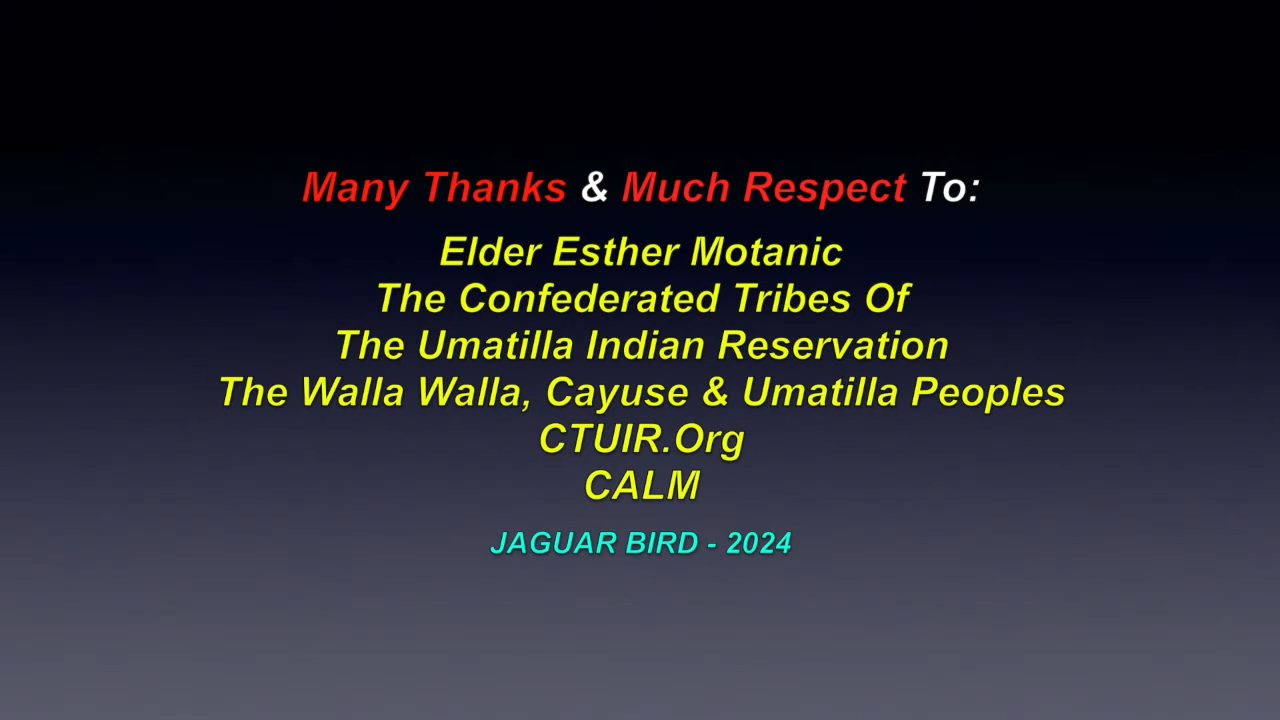 Many Thanks & Much Respect To:
Elder Esther Motanic
The Confederated Tribes Of
The Umatilla Indian Reservation
The Walla Walla, Cayuse & Umatilla Peoples
CTUIR.Org
CALM
JAGUAR BIRD - 2024